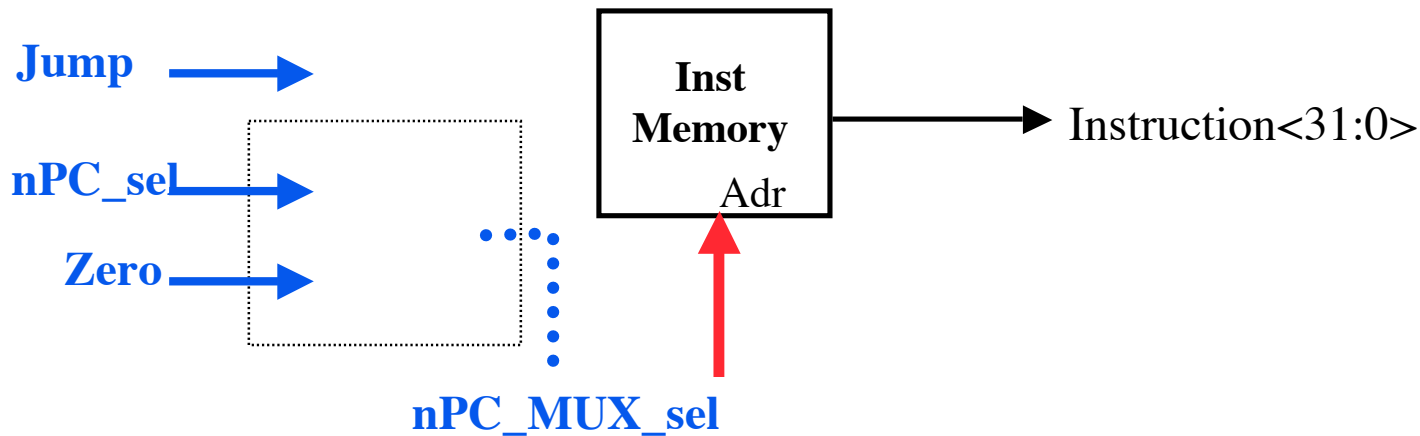 Jump
Inst
Memory
Instruction<31:0>
nPC_sel
Adr
Zero
nPC_MUX_sel